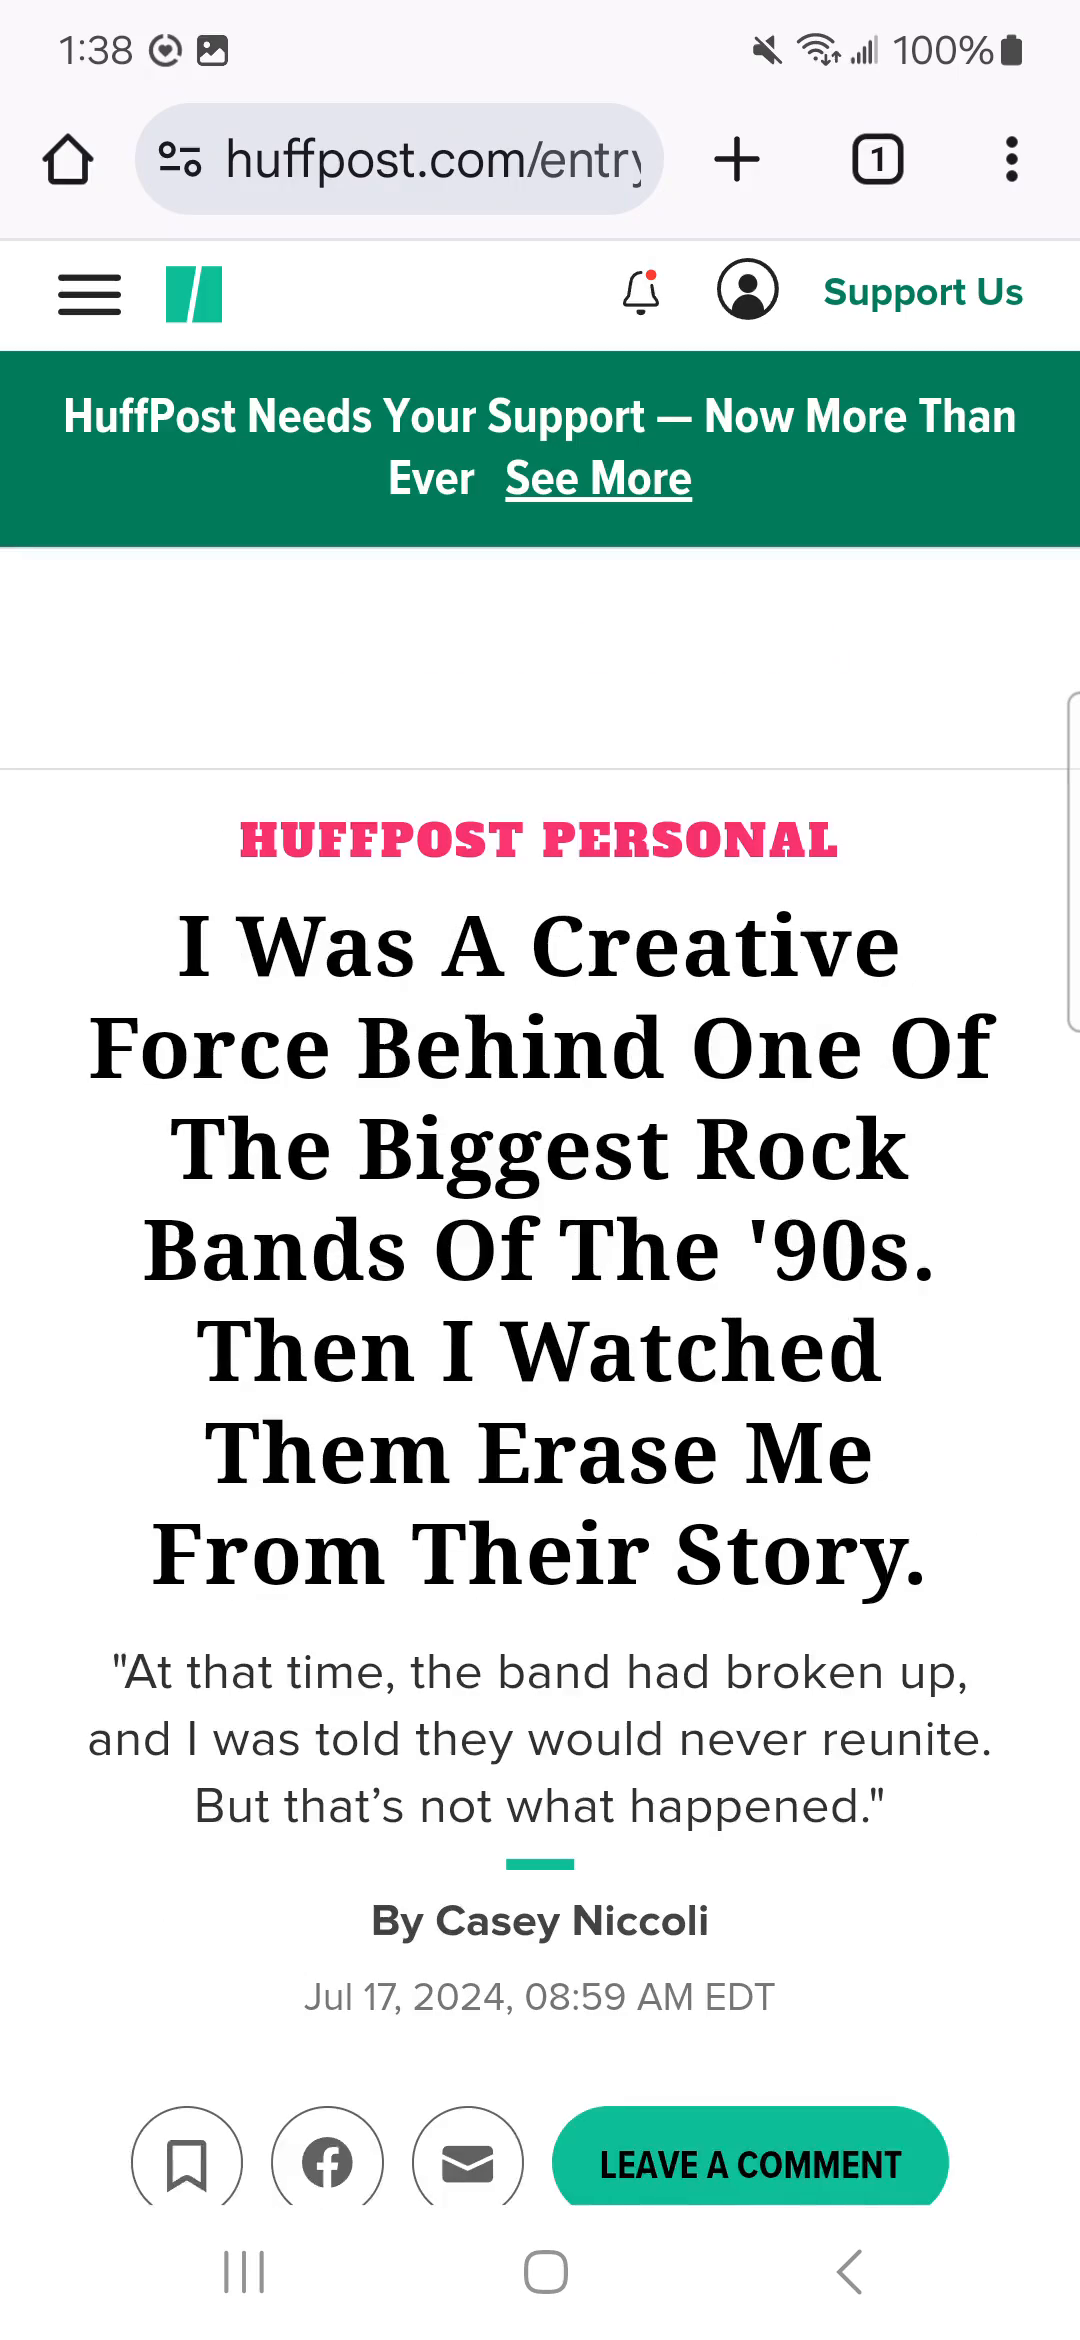 1:38 100%
huffpost.com/entry
1
Support Us
HuffPost Needs Your Support — Now More Than
Ever See More
HUFFPOST PERSONAL
I Was A Creative
Force Behind One Of
The Biggest Rock
Bands Of The '90s.
Then I Watched
Them Erase Me
From Their Story.
"At that time, the band had broken up,
and I was told they would never reunite.
But that’s not what happened."
By Casey Niccoli
Jul 17, 2024, 08:59 AM EDT
LEAVE A COMMENT